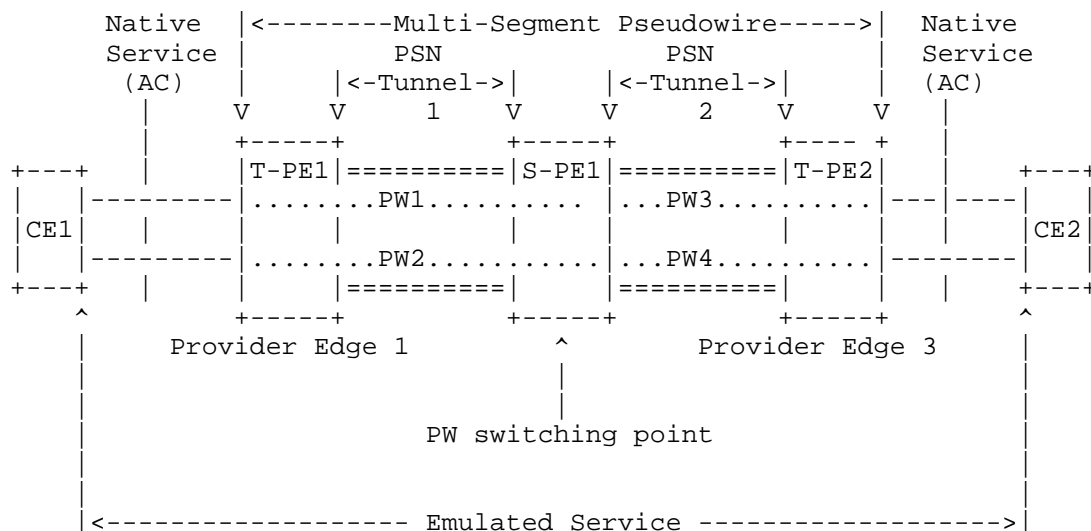 Native |<--------Multi-Segment Pseudowire----->| Native
Service | PSN PSN | Service
(AC) | |<-Tunnel->| |<-Tunnel->| | (AC)
| V V 1 V V 2 V V |
| +-----+ +-----+ +---- + |
+---+ | |T-PE1|==========|S-PE1|==========|T-PE2| | +---+
| |---------|........PW1.......... |...PW3..........|---|----| |
|CE1| | | | | | | | | |CE2|
| |---------|........PW2...........|...PW4..........|--------| |
+---+ | | |==========| |==========| | | +---+
^ +-----+ +-----+ +-----+ ^
| Provider Edge 1 ^ Provider Edge 3 |
| | |
| | |
| PW switching point |
| |
|<------------------- Emulated Service ------------------->|